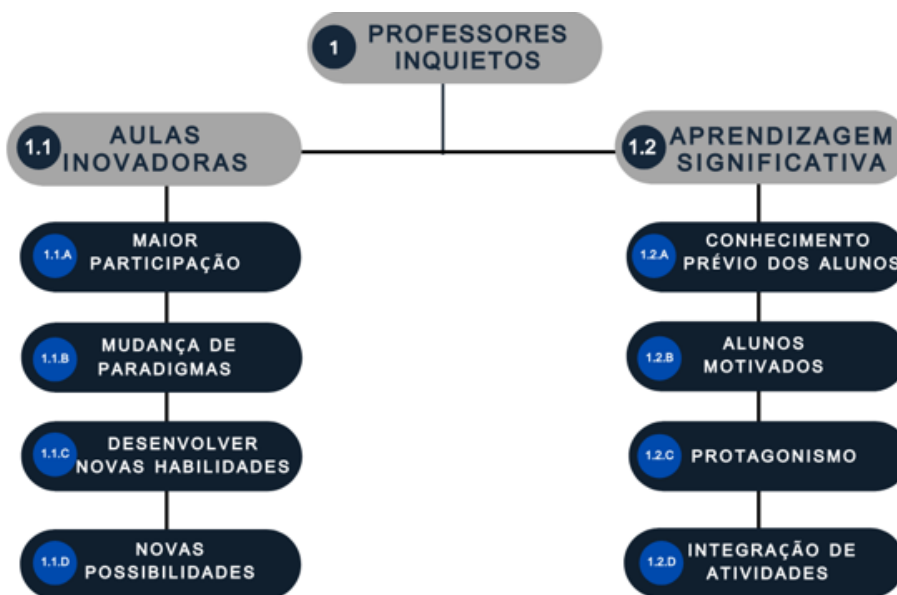 1
PROFESSORES
INQUIETOS
1.1
AULAS
INOVADORAS
1.1.A
MAIOR
PARTICIPAÇÃO
1.1.B
MUDANÇA DE
PARADIGMAS
1.1.C
DESENVOLVER
NOVAS HABILIDADES
1.1.D
NOVAS
POSSIBILIDADES
1.2
APRENDIZAGEM
SIGNIFICATIVA
1.2.A
CONHECIMENTO
PRÉVIO DOS ALUNOS
1.2.B
ALUNOS
MOTIVADOS
1.2.C
PROTAGONISMO
1.2.D
INTEGRAÇÃO DE
ATIVIDADES